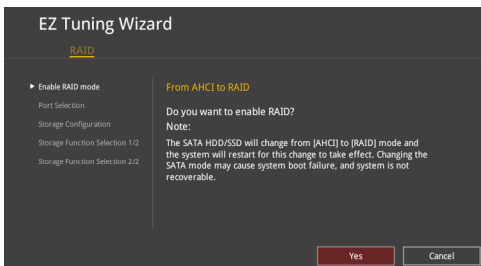 EZ Tuning Wizard
RAID
Enable RAID mode
Port Selection
Storage Configuration
Storage Function Selection 1/2
Storage Function Selection 2/2
From AHCI to RAID
Do you want to enable RAID?
Note:
The SATA HDD/SSD will change from [AHCI] to [RAID] mode and
the system will restart for this change to take effect. Changing the
SATA mode may cause system boot failure, and system is not
recoverable.
Yes
Cancel